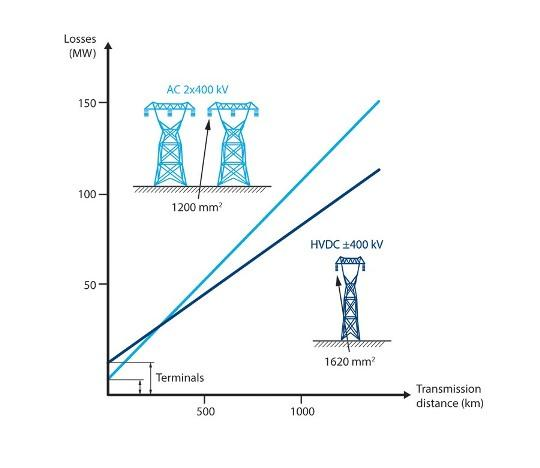 Losses
(MW)
AC 2x400 kV
150
1200 mm²
100
HVDC ±400 kV
50
1620 mm²
Terminals
Transmission
distance (km)
500
1000